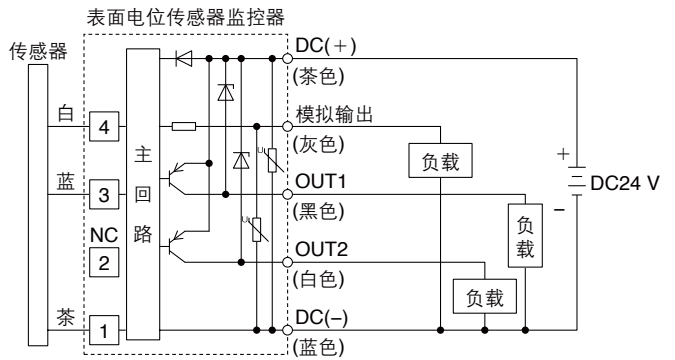 表面电位传感器监控器
传感器
DC(+)
(茶色)
白
4
模拟输出
(灰色)
负载
主回路
U
蓝
3
OUT1
(黑色)
+
DC24 V
−
负载
NC
2
U
OUT2
(白色)
负载
茶
1
DC(−)
(蓝色)